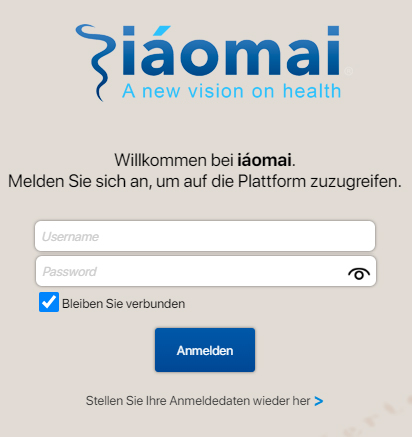 iáomai
A new vision on health
Willkommen bei iáomai.
Melden Sie sich an, um auf die Plattform zuzugreifen.
Username
Password
Bleiben Sie verbunden
Anmelden
Stellen Sie Ihre Anmeldedaten wieder her >